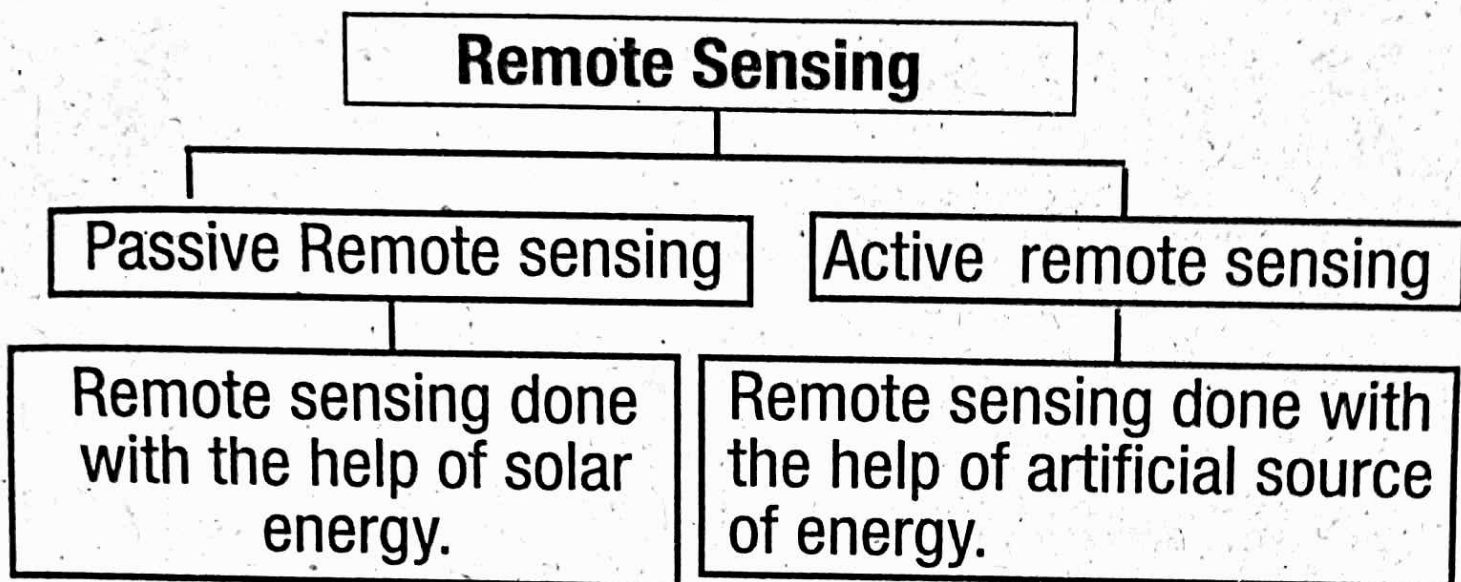 Remote Sensing
Passive Remote sensing
Active remote sensing
Remote sensing done
with the help of solar
energy.
Remote sensing done with
the help of artificial source
of energy.